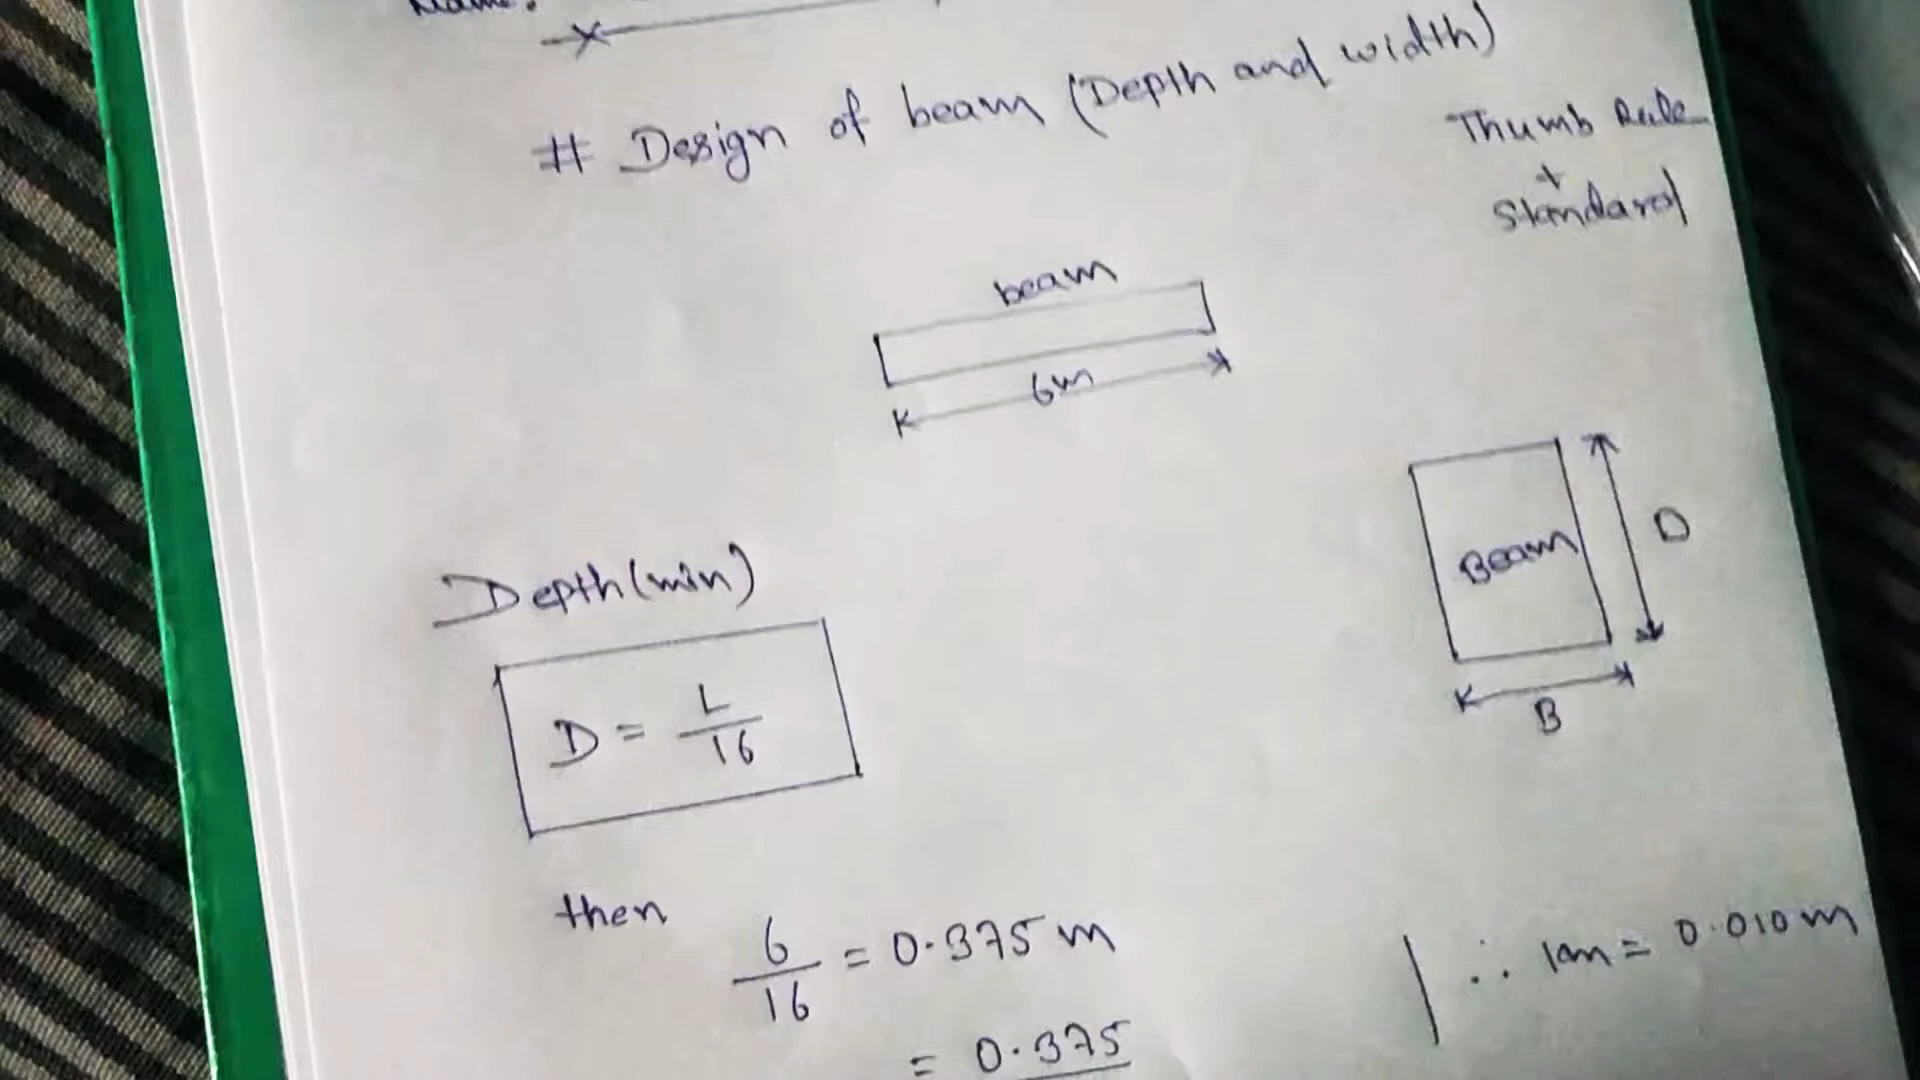 # Design of beam (Depth and width)
Thumb Rule
+
Standard
beam
6m
Beam
D
B
Depth (min)
D = L/16
then
6/16 = 0.375 m
∴ 1cm = 0.010 m
= 0.375